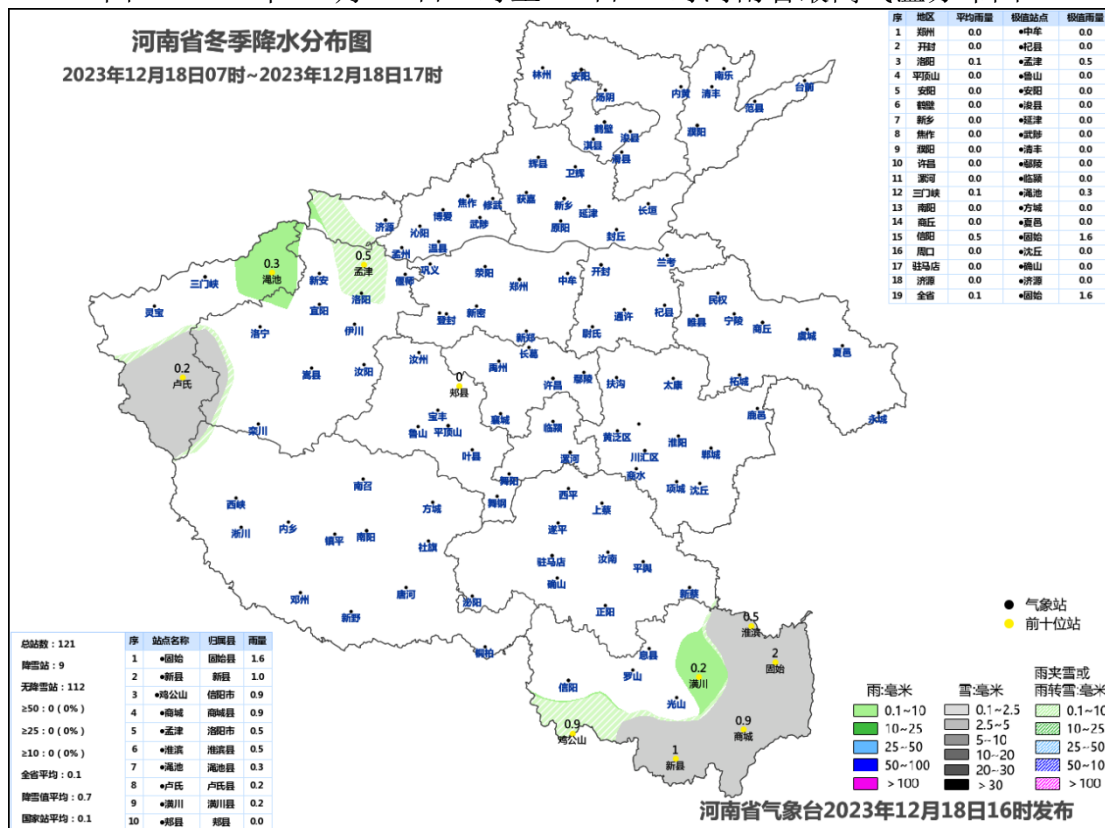 河南省冬季降水分布图
2023年12月18日07时~2023年12月18日17时
序 地区 平均雨量 极值站点 极值雨量
1 郑州 0.0 ●中牟 0.0
2 开封 0.0 ●杞县 0.0
3 洛阳 0.1 ●孟津 0.5
4 平顶山 0.0 ●鲁山 0.0
5 安阳 0.0 ●安阳 0.0
6 鹤壁 0.0 ●浚县 0.0
7 新乡 0.0 ●延津 0.0
8 焦作 0.0 ●武陟 0.0
9 濮阳 0.0 ●清丰 0.0
10 许昌 0.0 ●鄢陵 0.0
11 漯河 0.0 ●临颍 0.0
12 三门峡 0.1 ●渑池 0.3
13 南阳 0.0 ●方城 0.0
14 商丘 0.0 ●夏邑 0.0
15 信阳 0.5 ●固始 1.6
16 周口 0.0 ●沈丘 0.0
17 驻马店 0.0 ●确山 0.0
18 济源 0.0 ●济源 0.0
19 全省 0.1 ●固始 1.6
林州
安阳
汤阴
内黄
南乐
清丰
范县
台前
濮阳
鹤壁
淇县
浚县
滑县
辉县
卫辉
获嘉
新乡
延津
原阳
封丘
长垣
焦作
修武
博爱
武陟
沁阳
温县
孟州
济源
0.5
孟津
0.3
渑池
三门峡
灵宝
新安
洛阳
宜阳
偃师
巩义
荥阳
郑州
中牟
开封
兰考
登封
新密
新郑
尉氏
通许
杞县
民权
睢县
宁陵
商丘
虞城
夏邑
洛宁
伊川
嵩县
汝阳
汝州
0.2
卢氏
栾川
0
郏县
禹州
长葛
许昌
鄢陵
扶沟
太康
柘城
鹿邑
永城
宝丰
鲁山
平顶山
襄城
临颍
叶县
漯河
舞阳
舞钢
黄泛区
川汇区
淮阳
郸城
商水
项城
沈丘
南召
西峡
淅川
内乡
镇平
南阳
方城
社旗
邓州
新野
唐河
泌阳
桐柏
西平
上蔡
遂平
驻马店
汝南
平舆
确山
正阳
新蔡
0.5
淮滨
2
固始
息县
0.2
潢川
罗山
信阳
光山
0.9
鸡公山
0.9
商城
1
新县
总站数：121
降雪站：9
无降雪站：112
≥50：0 ( 0%)
≥25：0 ( 0%)
≥10：0 ( 0%)
全省平均：0.1
降雪值平均：0.7
国家站平均：0.1
序 站点名称 归属县 雨量
1 ●固始 固始县 1.6
2 ●新县 新县 1.0
3 ●鸡公山 信阳市 0.9
4 ●商城 商城县 0.9
5 ●孟津 洛阳市 0.5
6 ●淮滨 淮滨县 0.5
7 ●渑池 渑池县 0.3
8 ●卢氏 卢氏县 0.2
9 ●潢川 潢川县 0.2
10 ●郏县 郏县 0.0
气象站
前十位站
雨:毫米
0.1~10
10~25
25~50
50~100
>100
雪:毫米
0.1~2.5
2.5~5
5~10
10~20
20~30
>30
雨夹雪或
雨转雪:毫米
0.1~10
10~25
25~50
50~10
>100
河南省气象台2023年12月18日16时发布